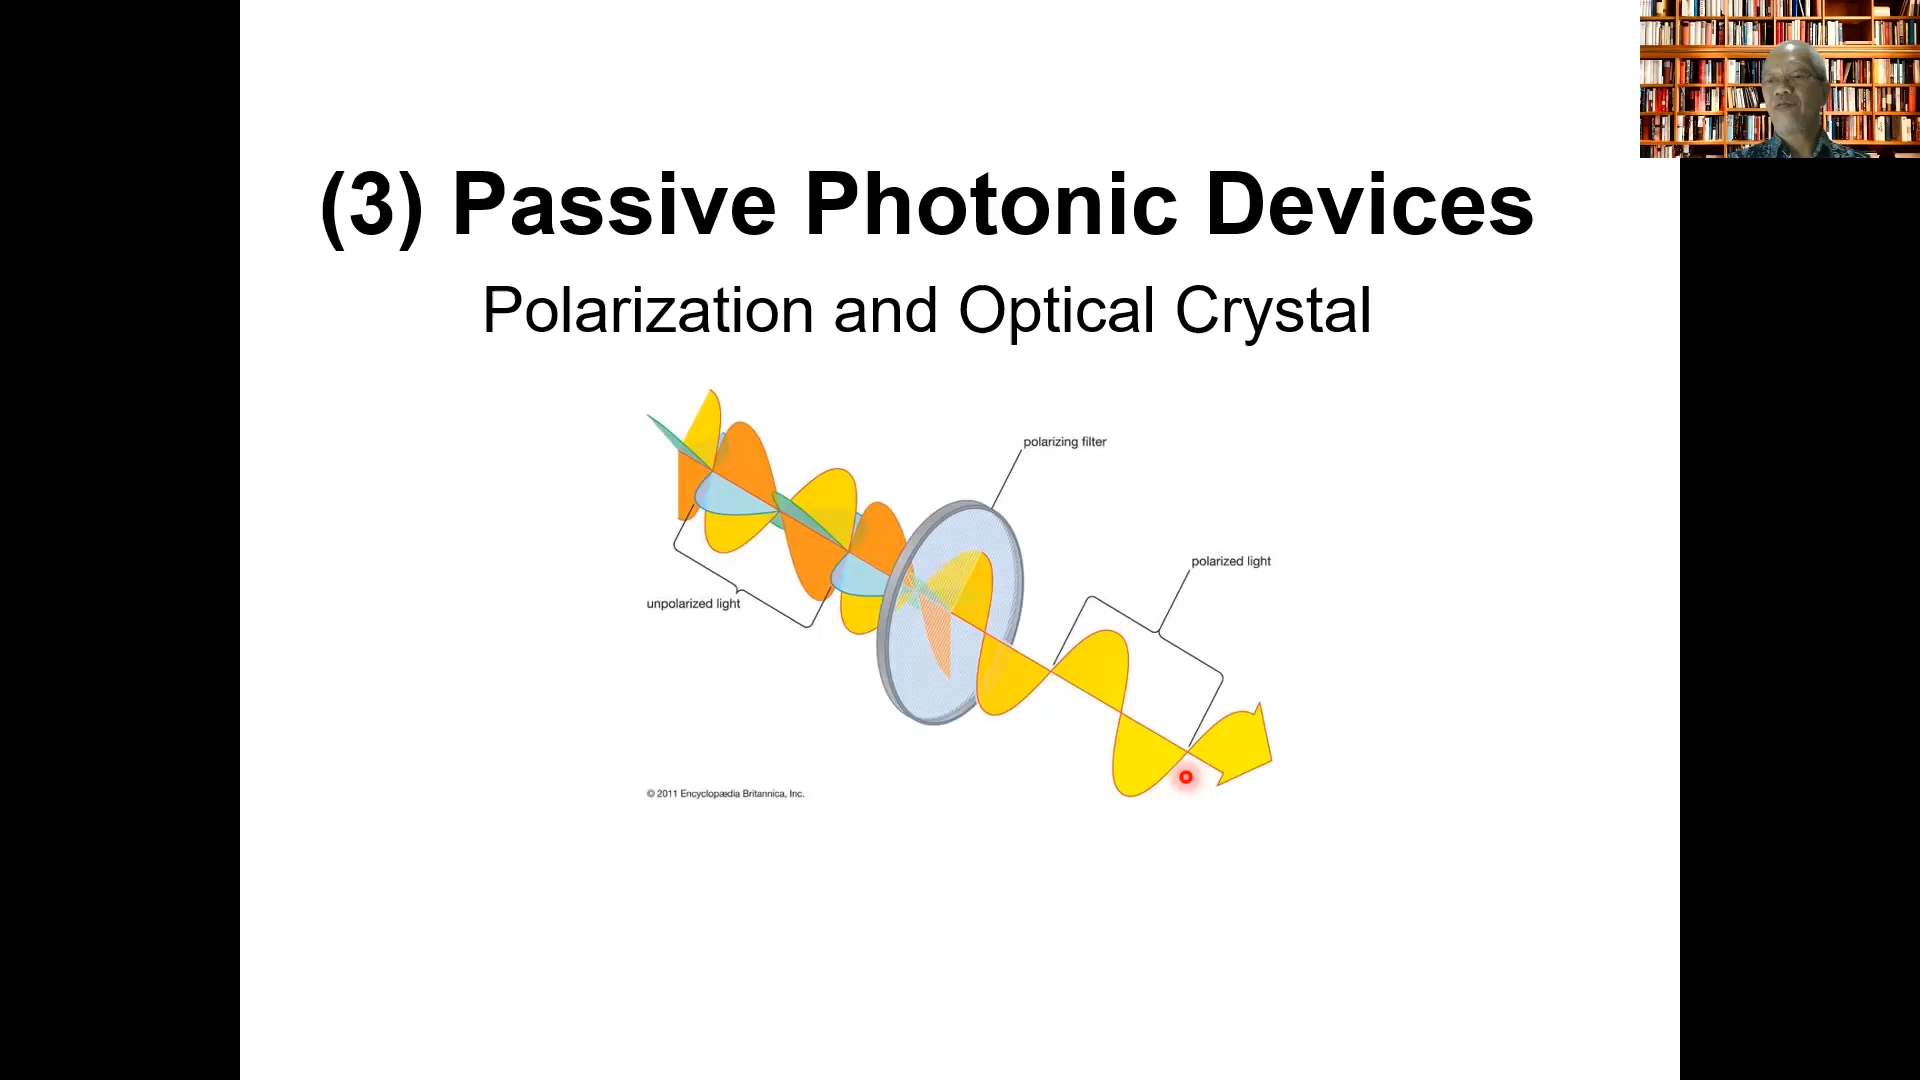 (3) Passive Photonic Devices
Polarization and Optical Crystal
polarizing filter
polarized light
unpolarized light
© 2011 Encyclopædia Britannica, Inc.